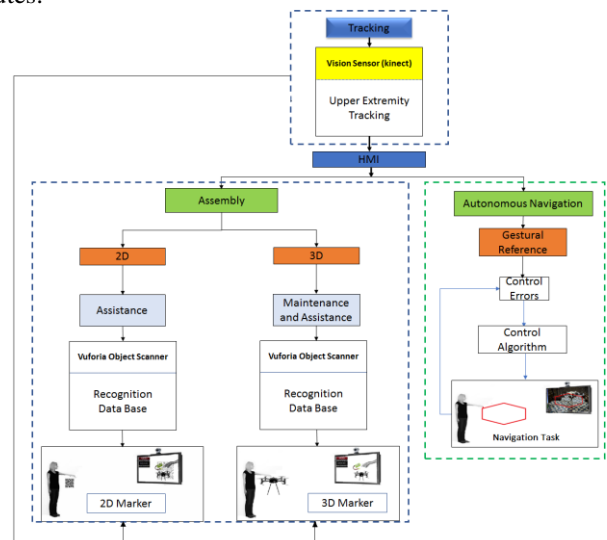 Tracking
Vision Sensor (kinect)
Upper Extremity
Tracking
HMI
Assembly
Autonomous Navigation
2D
3D
Gestural
Reference
Assistance
Maintenance
and Assistance
Control
Errors
Vuforia Object Scanner
Vuforia Object Scanner
Control
Algorithm
Recognition
Data Base
Recognition
Data Base
Navigation Task
2D Marker
3D Marker